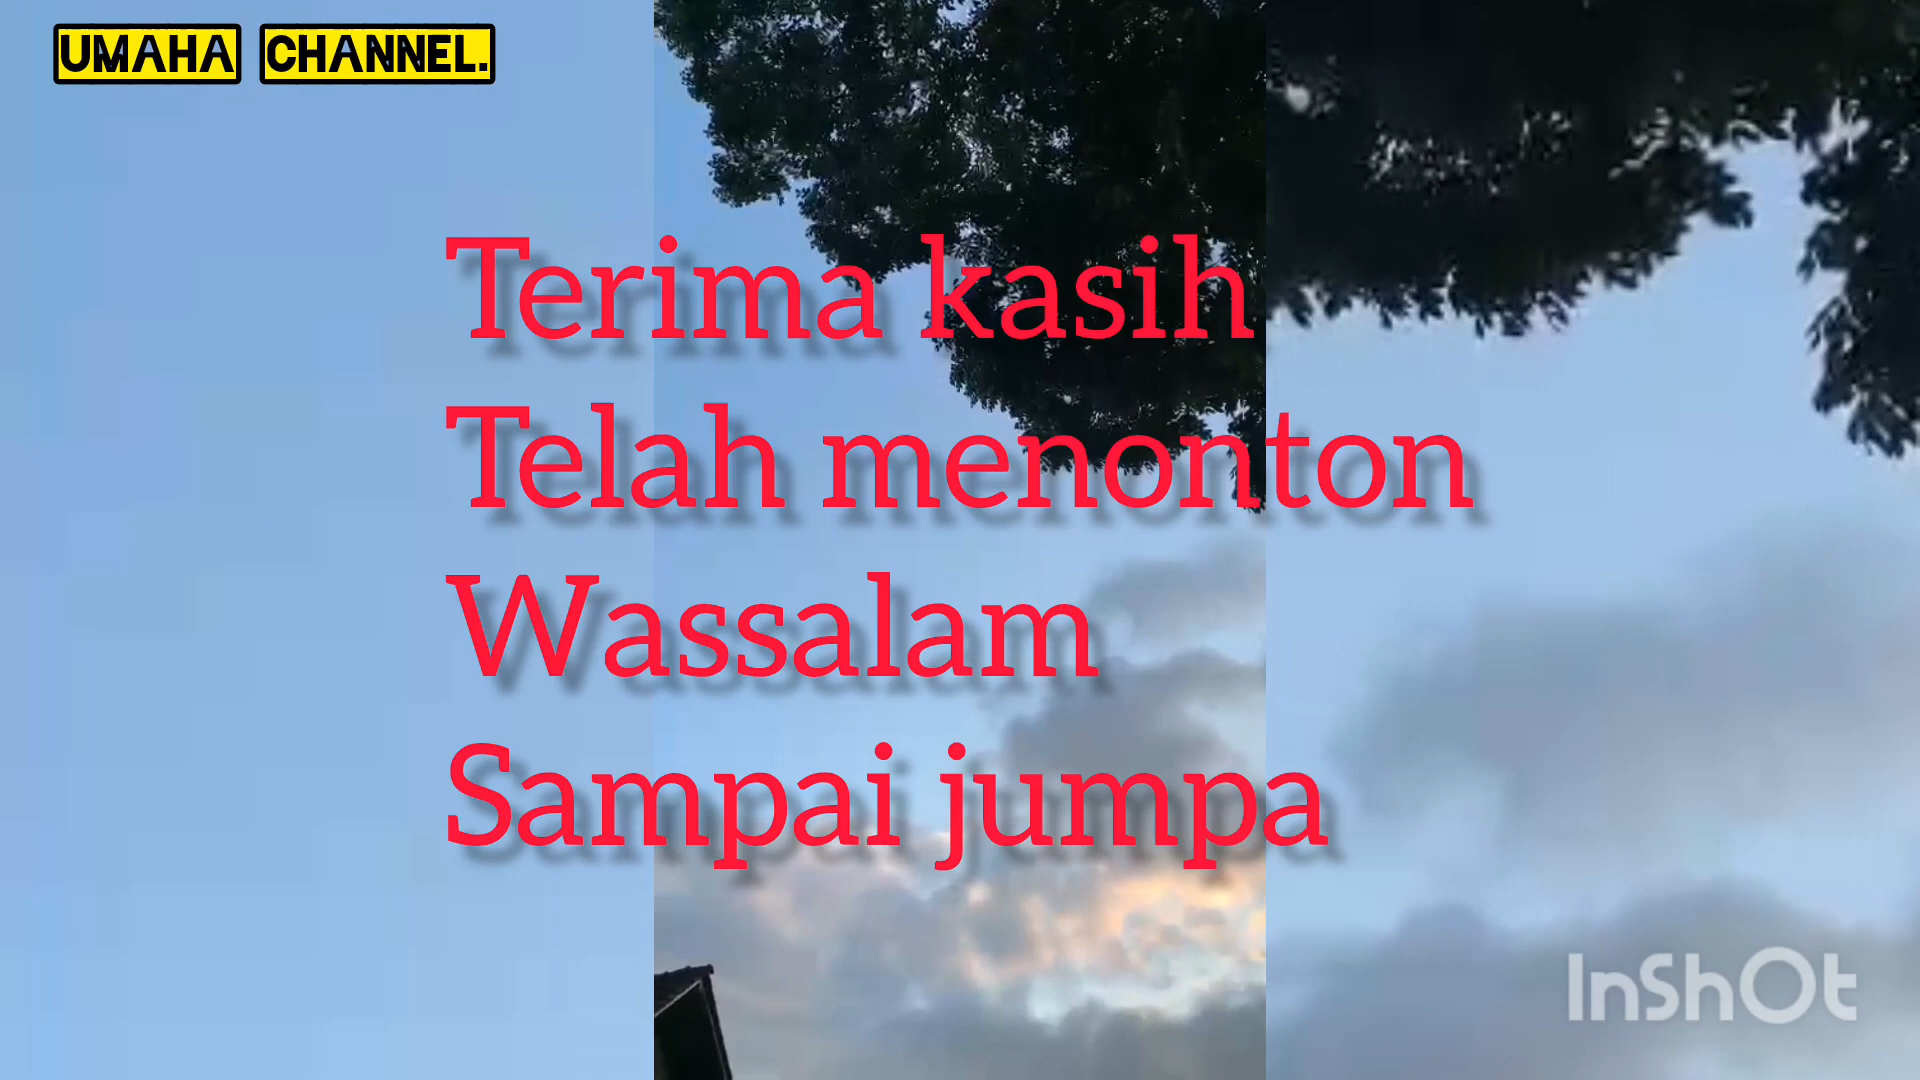 UMAHA CHANNEL.
Terima kasih
Telah menonton
Wassalam
Sampai jumpa
InShOt